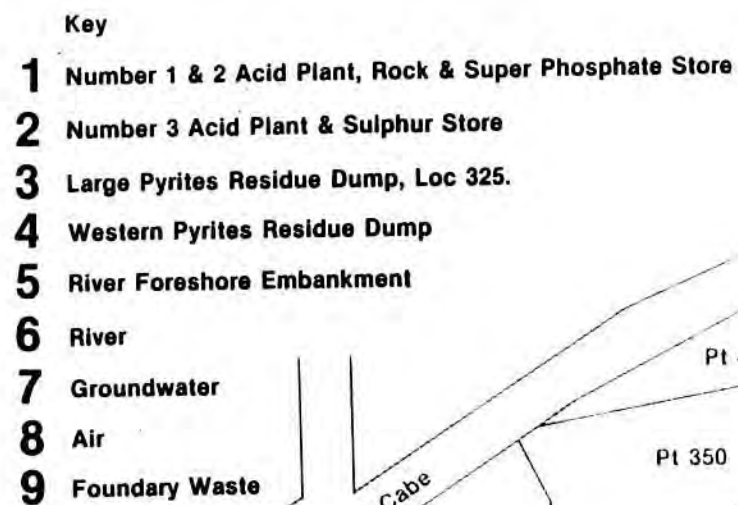 Key
1 Number 1 & 2 Acid Plant, Rock & Super Phosphate Store
2 Number 3 Acid Plant & Sulphur Store
3 Large Pyrites Residue Dump, Loc 325.
4 Western Pyrites Residue Dump
5 River Foreshore Embankment
6 River
7 Groundwater
8 Air
9 Foundary Waste
Pt
Pt 350
Cabe